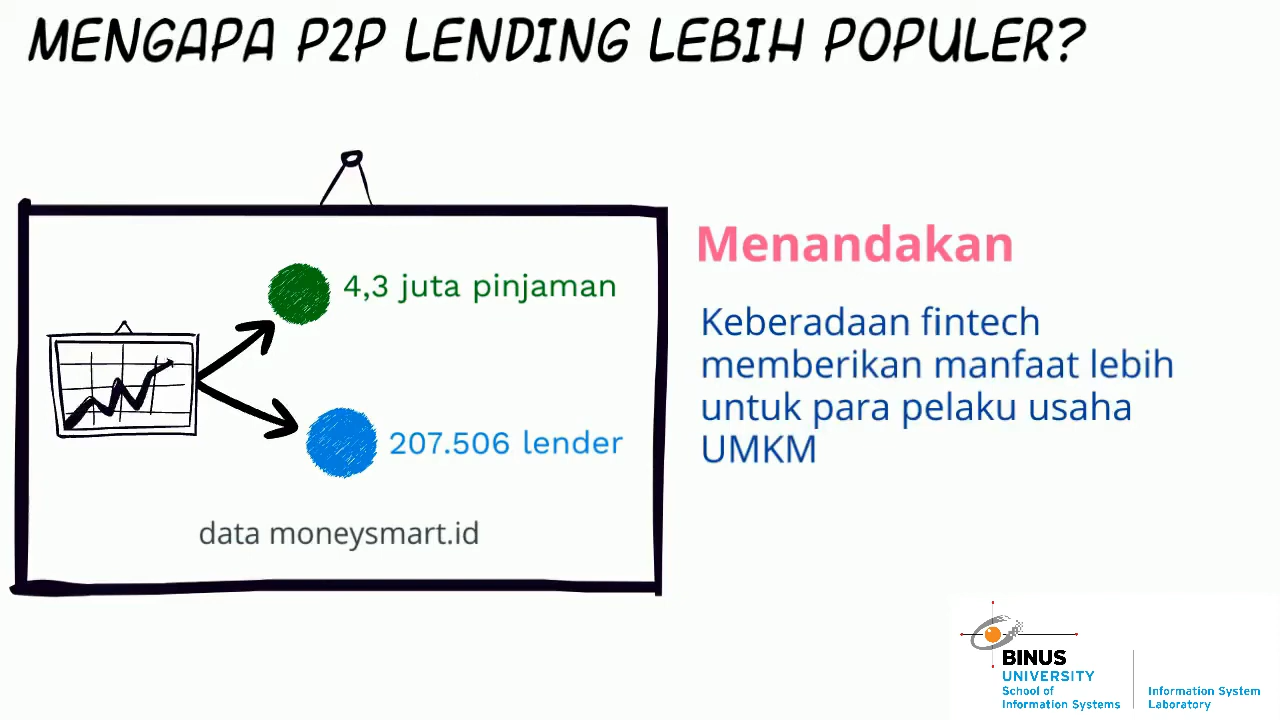 MENGAPA P2P LENDING LEBIH POPULER?
4,3 juta pinjaman
207.506 lender
data moneysmart.id
Menandakan
Keberadaan fintech
memberikan manfaat lebih
untuk para pelaku usaha
UMKM
BINUS
UNIVERSITY
School of
Information Systems
Information System
Laboratory